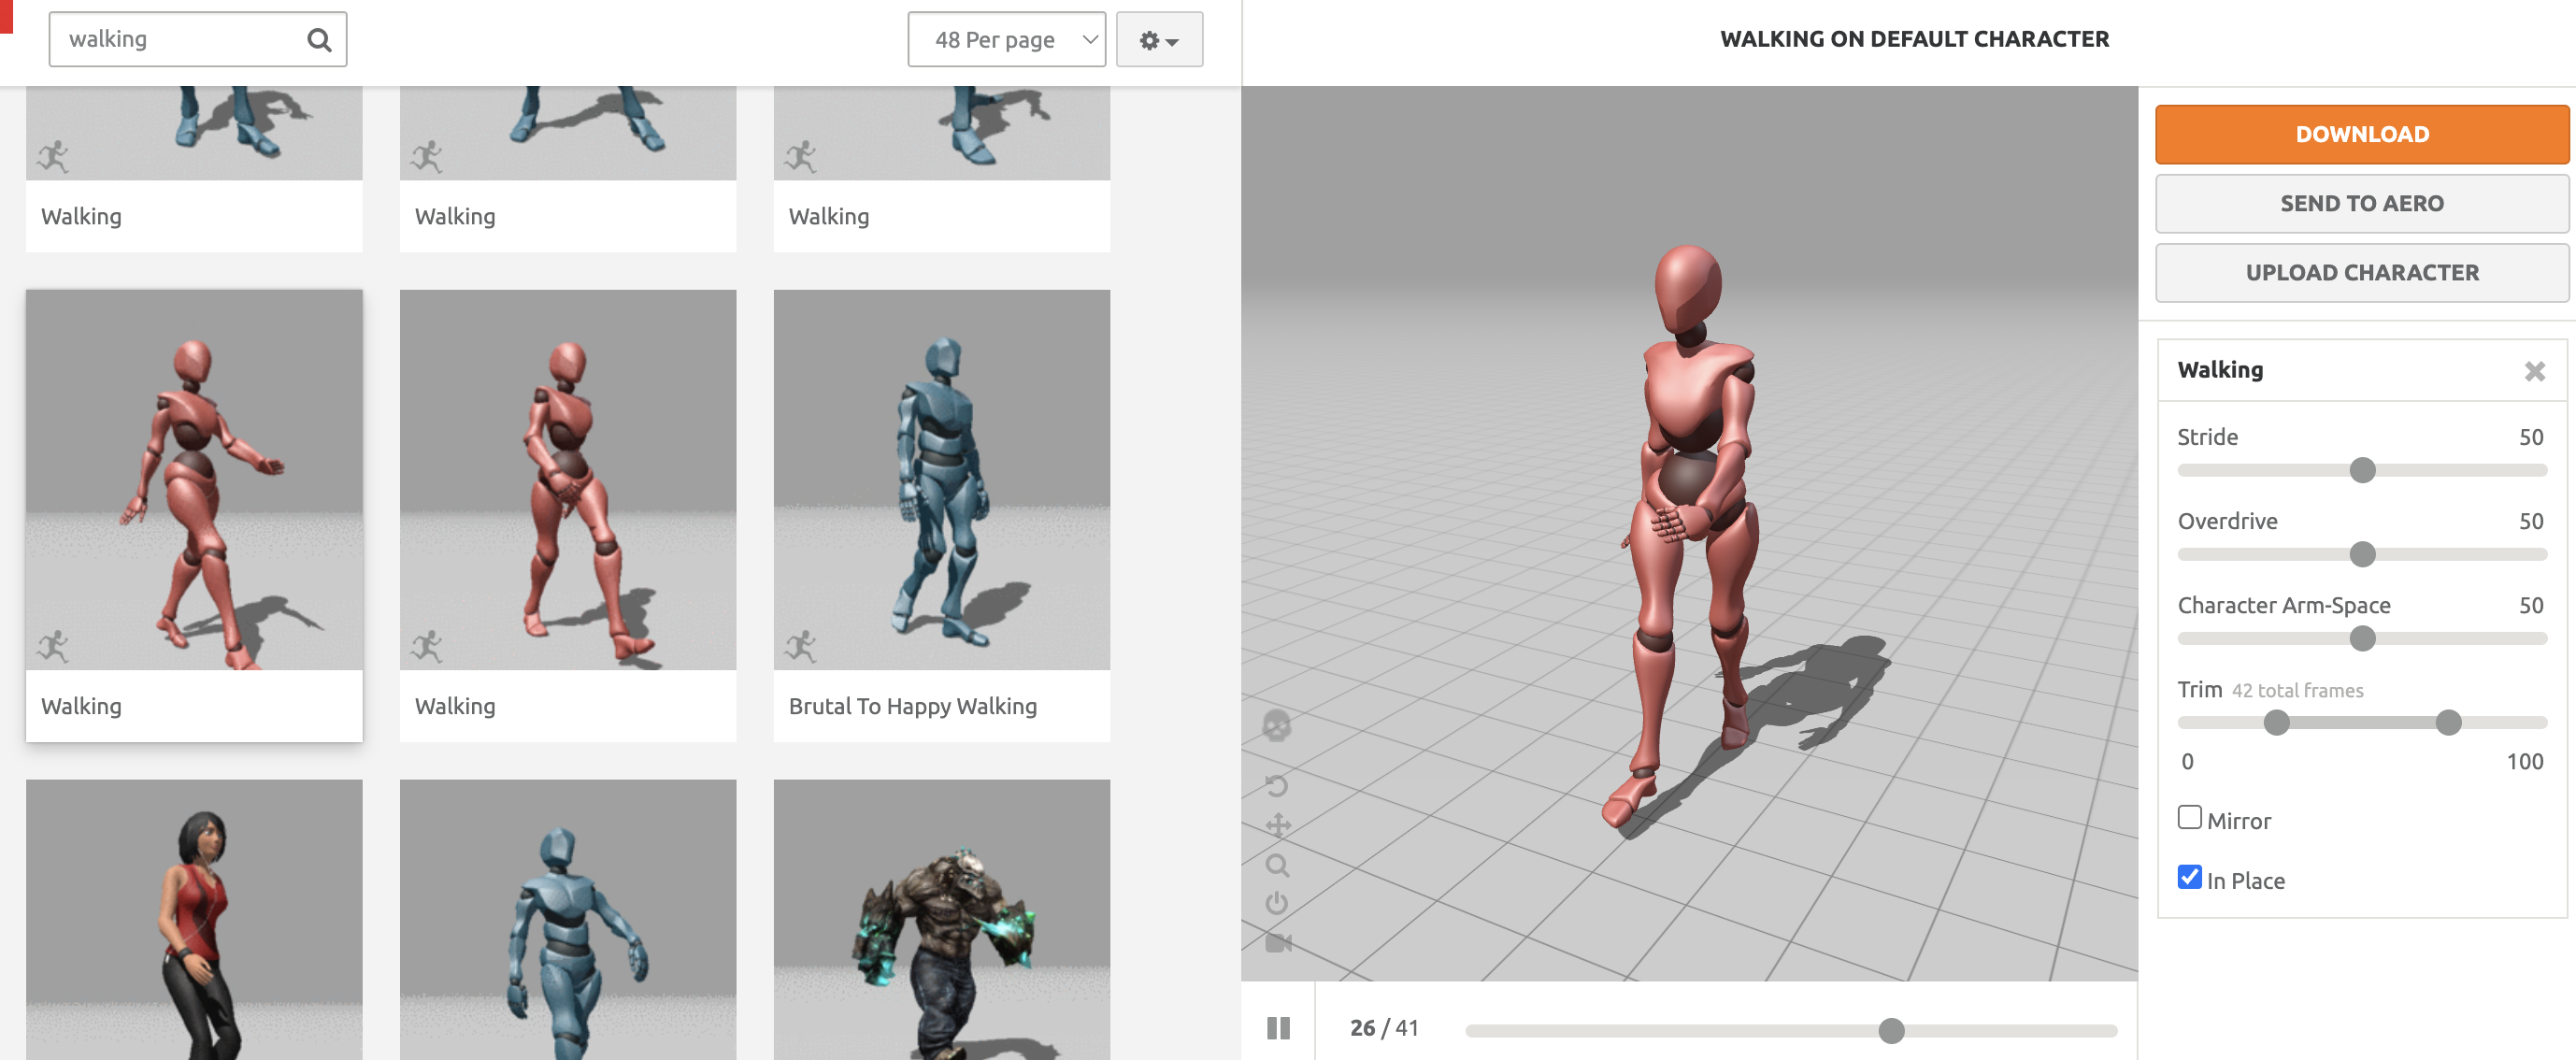 walking
48 Per page
WALKING ON DEFAULT CHARACTER
Walking
Walking
Walking
Walking
Walking
Brutal To Happy Walking
26 / 41
DOWNLOAD
SEND TO AERO
UPLOAD CHARACTER
Walking
Stride 50
Overdrive 50
Character Arm-Space 50
Trim 42 total frames
0 100
Mirror
In Place